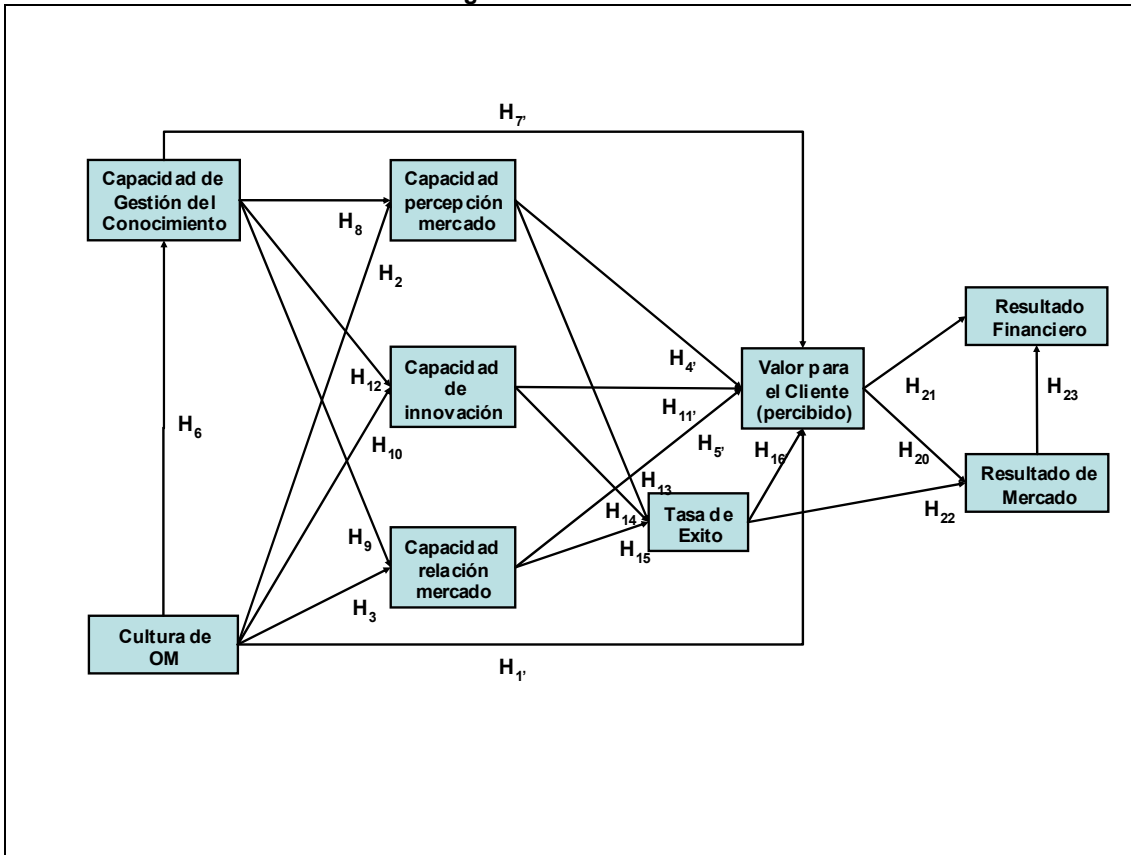 H7'
Capacidad de
Gestión del
Conocimiento
Capacidad
percepción
mercado
H8
H2
Resultado
Financiero
H4'
Valor para
el Cliente
(percibido)
H12
Capacidad
de
innovación
H21
H23
H11'
H6
H10
H5'
H16'
H20
Resultado de
Mercado
H13
H14
Tasa de
Exito
H22
H9
Capacidad
relación
mercado
H15
H3
Cultura de
OM
H1'